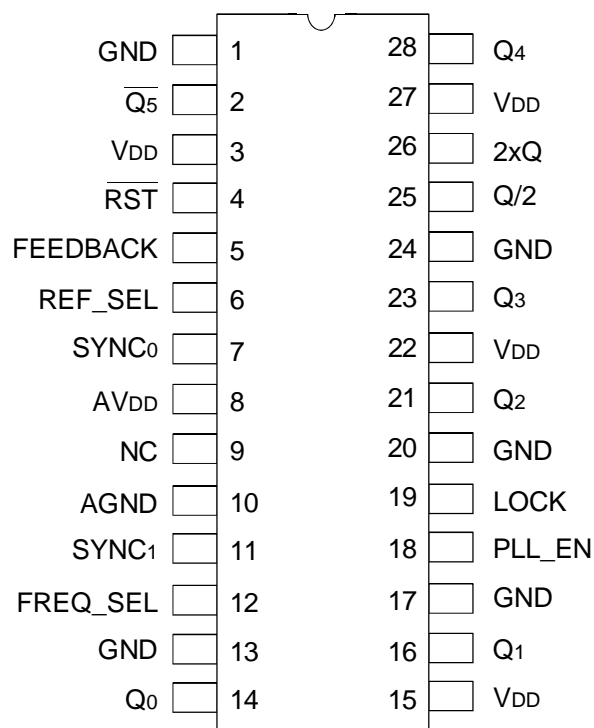 GND 1 28 Q4
Q5 2 27 VDD
VDD 3 26 2xQ
RST 4 25 Q/2
FEEDBACK 5 24 GND
REF_SEL 6 23 Q3
SYNC0 7 22 VDD
AVDD 8 21 Q2
NC 9 20 GND
AGND 10 19 LOCK
SYNC1 11 18 PLL_EN
FREQ_SEL 12 17 GND
GND 13 16 Q1
Q0 14 15 VDD